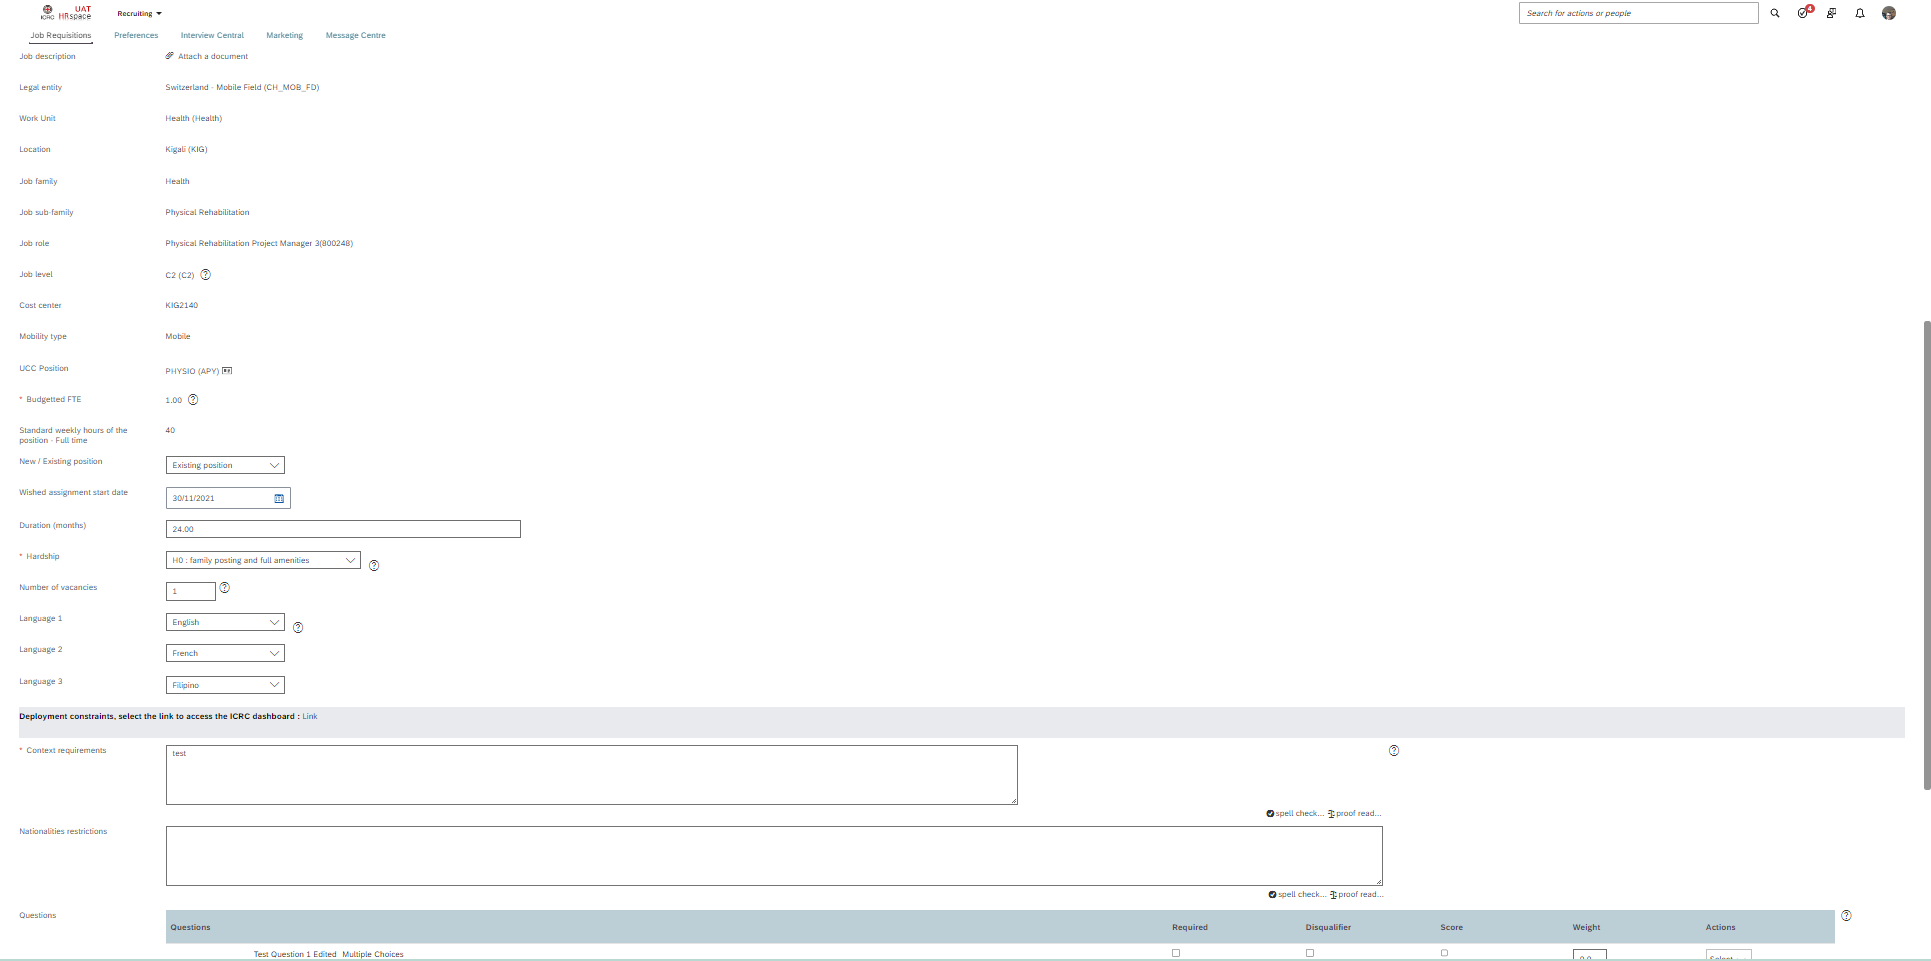 UAT
ICRC HRspace
Recruiting
Search for actions or people
4
Job Requisitions Preferences Interview Central Marketing Message Centre
Job description Attach a document
Legal entity Switzerland - Mobile Field (CH_MOB_FD)
Work Unit Health (Health)
Location Kigali (KIG)
Job family Health
Job sub-family Physical Rehabilitation
Job role Physical Rehabilitation Project Manager 3(800248)
Job level C2 (C2) ?
Cost center KIG2140
Mobility type Mobile
UCC Position PHYSIO (APY)
* Budgetted FTE 1.00 ?
Standard weekly hours of the 40
position - Full time
New / Existing position Existing position
Wished assignment start date 30/11/2021
Duration (months) 24.00
* Hardship H0 : family posting and full amenities ?
Number of vacancies 1 ?
Language 1 English ?
Language 2 French
Language 3 Filipino
Deployment constraints, select the link to access the ICRC dashboard : Link
* Context requirements test ?
spell check... proof read...
Nationalities restrictions
spell check... proof read...
Questions ?
Questions Required Disqualifier Score Weight Actions
Test Question 1 Edited Multiple Choices 0.0 Select